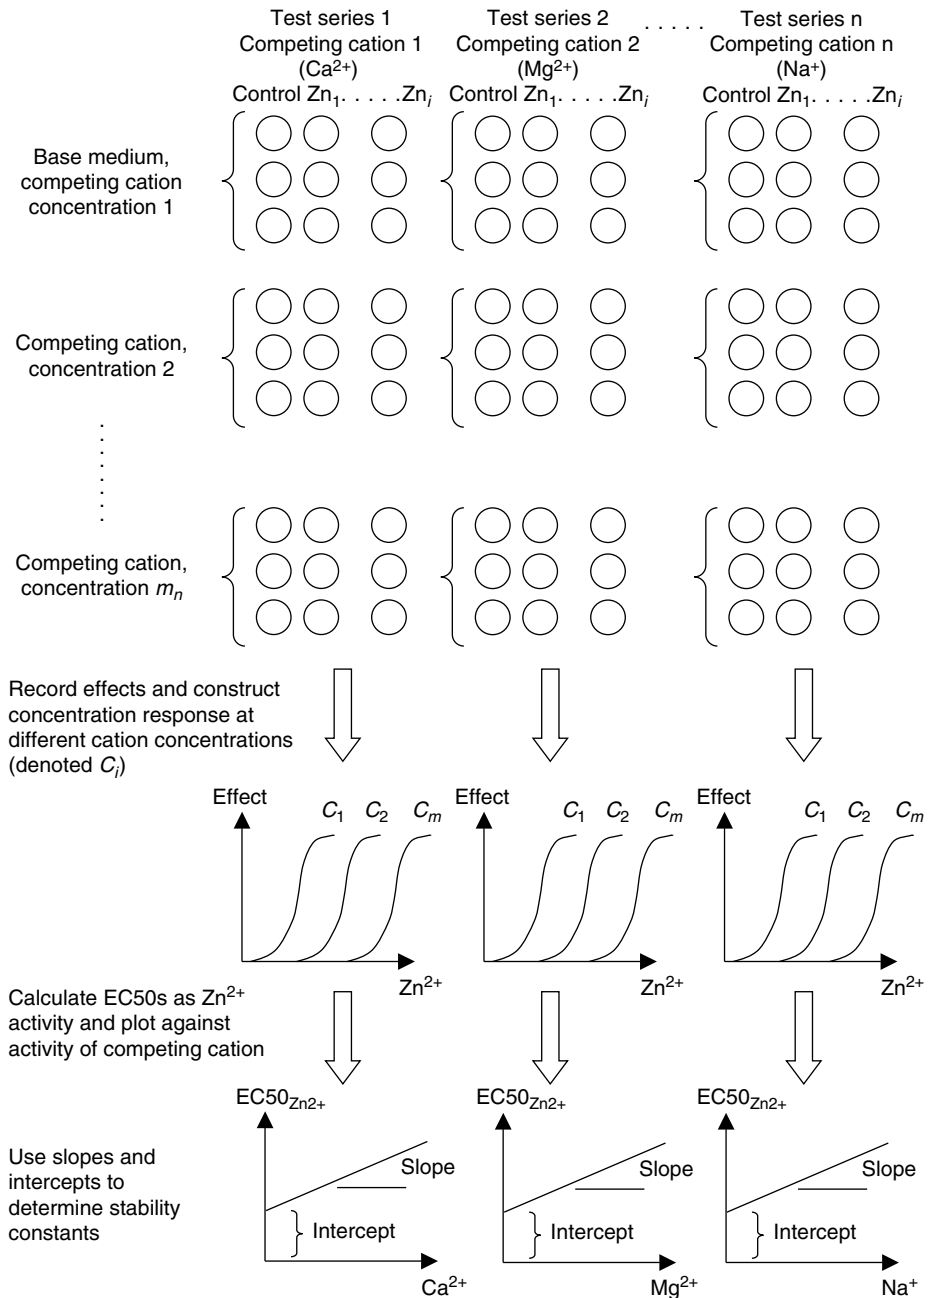 Test series 1
Competing cation 1
(Ca²⁺)
Control Zn₁. . . . .Znᵢ
Test series 2
Competing cation 2
(Mg²⁺)
Control Zn₁. . . . .Znᵢ
. . . . .
Test series n
Competing cation n
(Na⁺)
Control Zn₁. . . . .Znᵢ
Base medium,
competing cation
concentration 1
Competing cation,
concentration 2
Competing cation,
concentration mₙ
Record effects and construct
concentration response at
different cation concentrations
(denoted Cᵢ)
Effect
C₁ C₂ Cₘ
Zn²⁺
Effect
C₁ C₂ Cₘ
Zn²⁺
Effect
C₁ C₂ Cₘ
Zn²⁺
Calculate EC50s as Zn²⁺
activity and plot against
activity of competing cation
Use slopes and
intercepts to
determine stability
constants
EC50Zn2+
Slope
Intercept
Ca²⁺
EC50Zn2+
Slope
Intercept
Mg²⁺
EC50Zn2+
Slope
Intercept
Na⁺